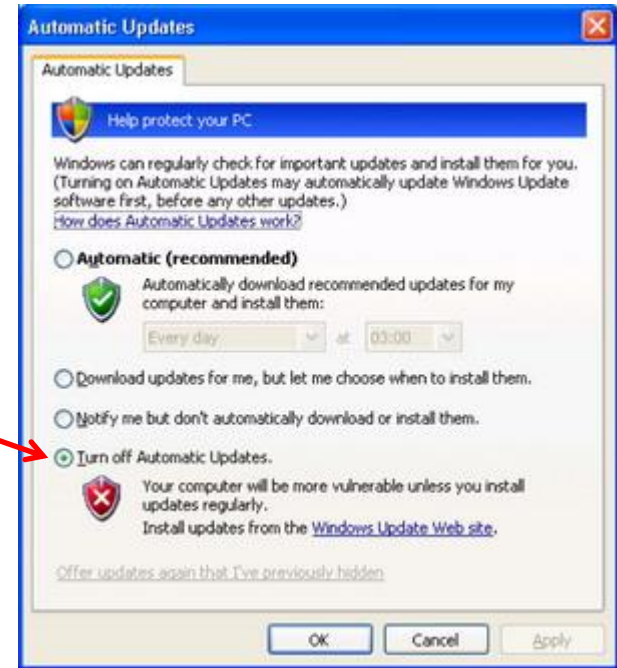 Automatic Updates
Automatic Updates
Help protect your PC
Windows can regularly check for important updates and install them for you.
(Turning on Automatic Updates may automatically update Windows Update
software first, before any other updates.)
How does Automatic Updates work?
Automatic (recommended)
Automatically download recommended updates for my
computer and install them:
Every day at 03:00
Download updates for me, but let me choose when to install them.
Notify me but don't automatically download or install them.
Turn off Automatic Updates.
Your computer will be more vulnerable unless you install
updates regularly.
Install updates from the Windows Update Web site.
Offer updates again that I've previously hidden
OK Cancel Apply